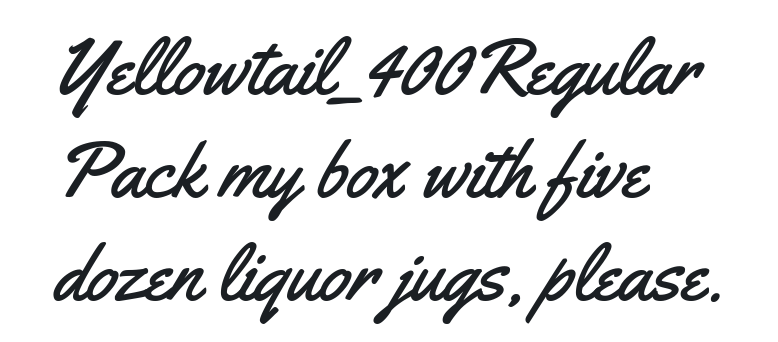 Yellowtail_400Regular
Pack my box with five
dozen liquor jugs, please.